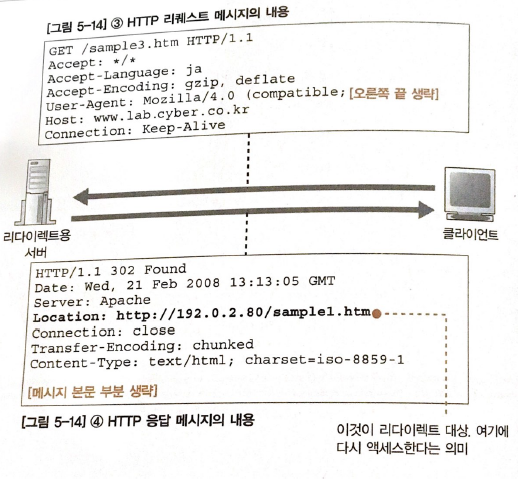 [그림 5-14] ③ HTTP 리퀘스트 메시지의 내용
GET /sample3.htm HTTP/1.1
Accept: */*
Accept-Language: ja
Accept-Encoding: gzip, deflate
User-Agent: Mozilla/4.0 (compatible; [오른쪽 끝 생략]
Host: www.lab.cyber.co.kr
Connection: Keep-Alive
리다이렉트용
서버
클라이언트
HTTP/1.1 302 Found
Date: Wed, 21 Feb 2008 13:13:05 GMT
Server: Apache
Location: http://192.0.2.80/sample1.htm
Connection: close
Transfer-Encoding: chunked
Content-Type: text/html; charset=iso-8859-1
[메시지 본문 부분 생략]
[그림 5-14] ④ HTTP 응답 메시지의 내용
이것이 리다이렉트 대상. 여기에
다시 액세스한다는 의미